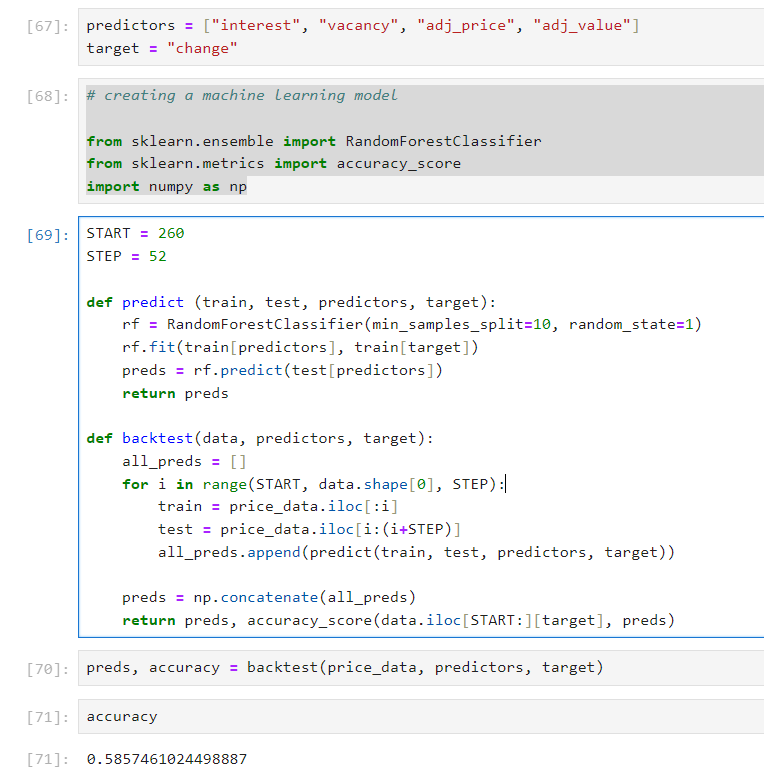 [67]: predictors = ["interest", "vacancy", "adj_price", "adj_value"]
target = "change"
[68]: # creating a machine learning model
from sklearn.ensemble import RandomForestClassifier
from sklearn.metrics import accuracy_score
import numpy as np
[69]: START = 260
STEP = 52
def predict (train, test, predictors, target):
    rf = RandomForestClassifier(min_samples_split=10, random_state=1)
    rf.fit(train[predictors], train[target])
    preds = rf.predict(test[predictors])
    return preds
def backtest(data, predictors, target):
    all_preds = []
    for i in range(START, data.shape[0], STEP):
        train = price_data.iloc[:i]
        test = price_data.iloc[i:(i+STEP)]
        all_preds.append(predict(train, test, predictors, target))
    preds = np.concatenate(all_preds)
    return preds, accuracy_score(data.iloc[START:][target], preds)
[70]: preds, accuracy = backtest(price_data, predictors, target)
[71]: accuracy
[71]: 0.5857461024498887